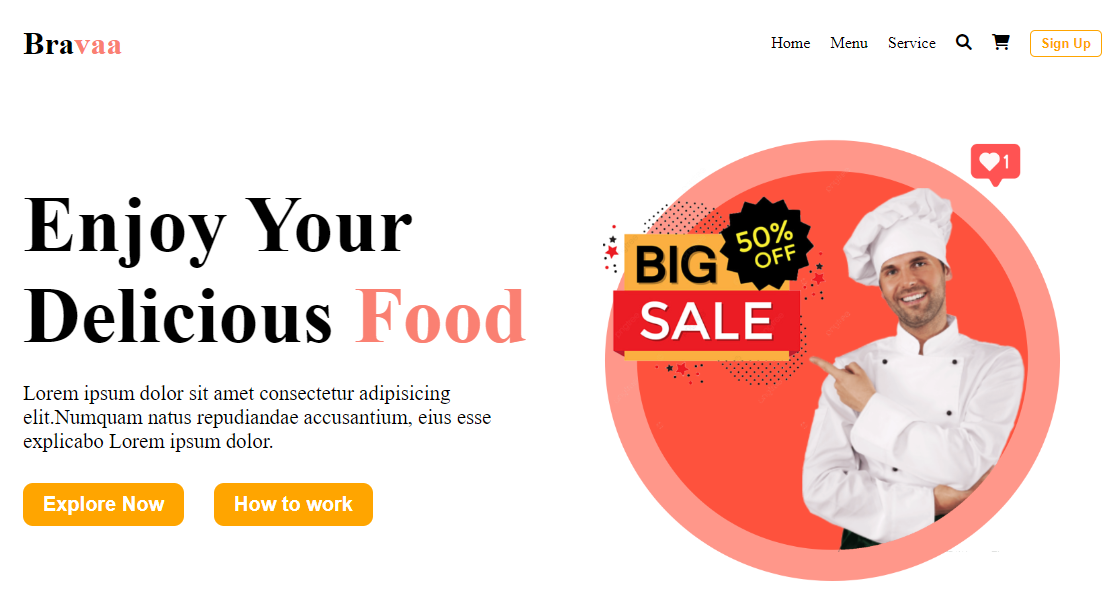 Bravaa
Home Menu Service Sign Up
1
Enjoy Your
Delicious Food
BIG
50%
OFF
SALE
Lorem ipsum dolor sit amet consectetur adipisicing
elit.Numquam natus repudiandae accusantium, eius esse
explicabo Lorem ipsum dolor.
Explore Now
How to work